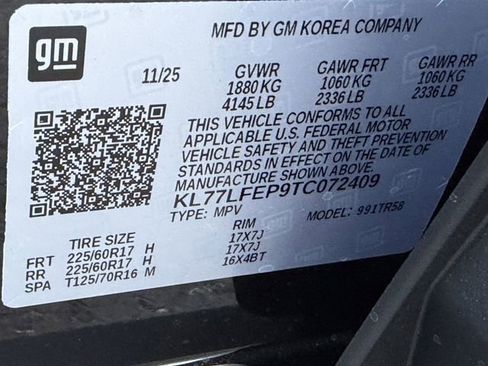 gm
MFD BY GM KOREA COMPANY
11/25 GVWR GAWR FRT GAWR RR
1880 KG 1060 KG 1060 KG
4145 LB 2336 LB 2336 LB
THIS VEHICLE CONFORMS TO ALL
APPLICABLE U.S. FEDERAL MOTOR
VEHICLE SAFETY AND THEFT PREVENTION
STANDARDS IN EFFECT ON THE DATE OF
MANUFACTURE SHOWN ABOVE.
KL77LFEP9TC072409
TYPE: MPV MODEL: 991TR58
TIRE SIZE RIM
FRT 225/60R17 H 17X7J
RR 225/60R17 H 17X7J
SPA T125/70R16 M 16X4BT